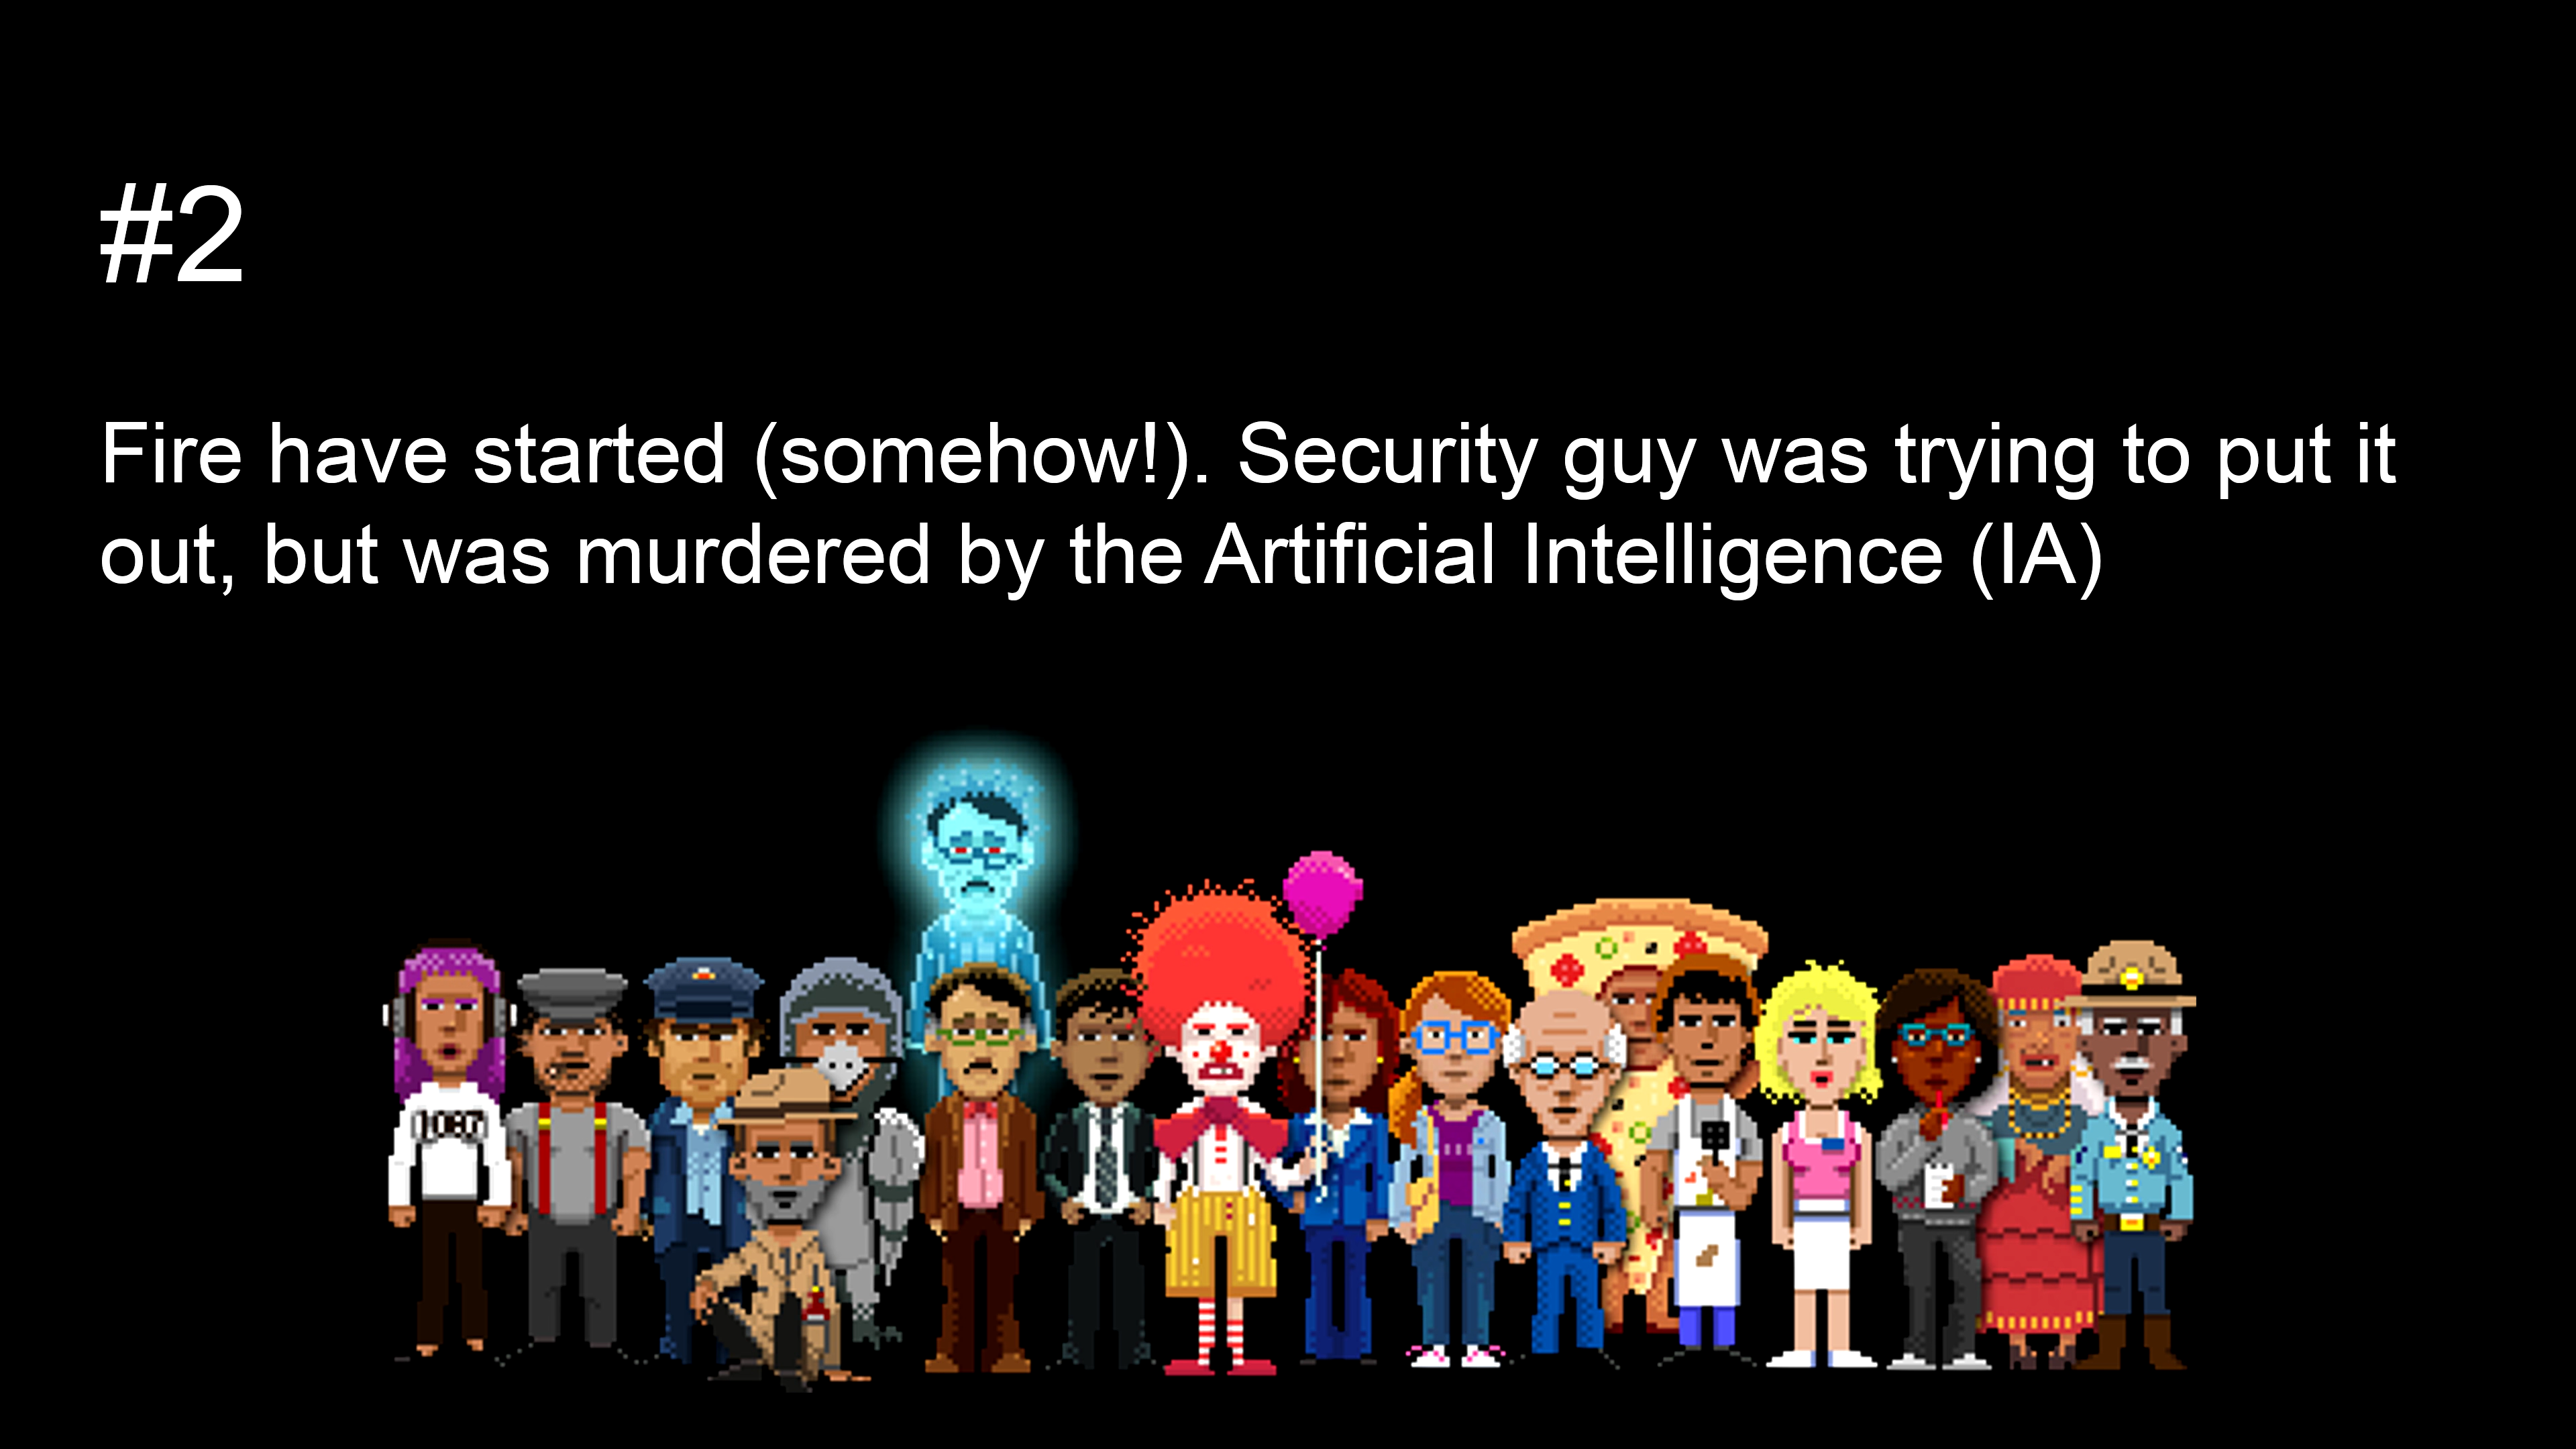 #2
Fire have started (somehow!). Security guy was trying to put it
out, but was murdered by the Artificial Intelligence (IA)